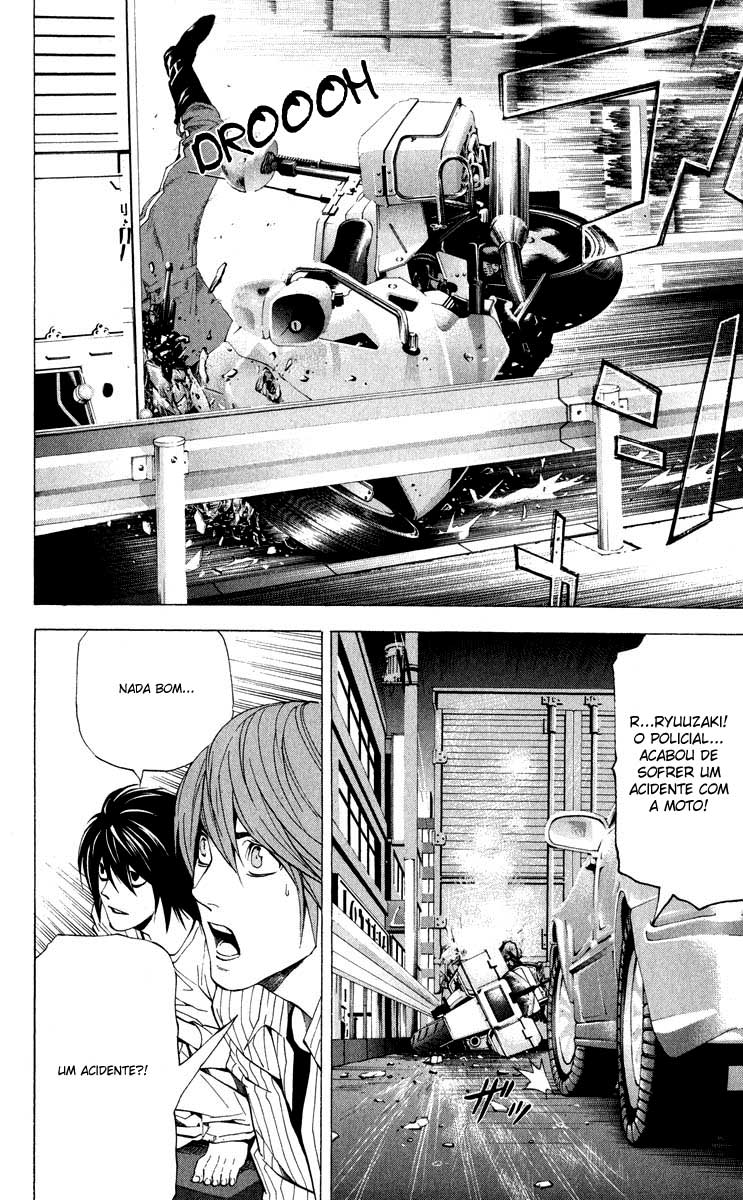 DROOOH
R...RYUUZAKI!
O POLICIAL...
ACABOU DE
SOFRER UM
ACIDENTE COM
A MOTO!
NADA BOM...
UM ACIDENTE?!